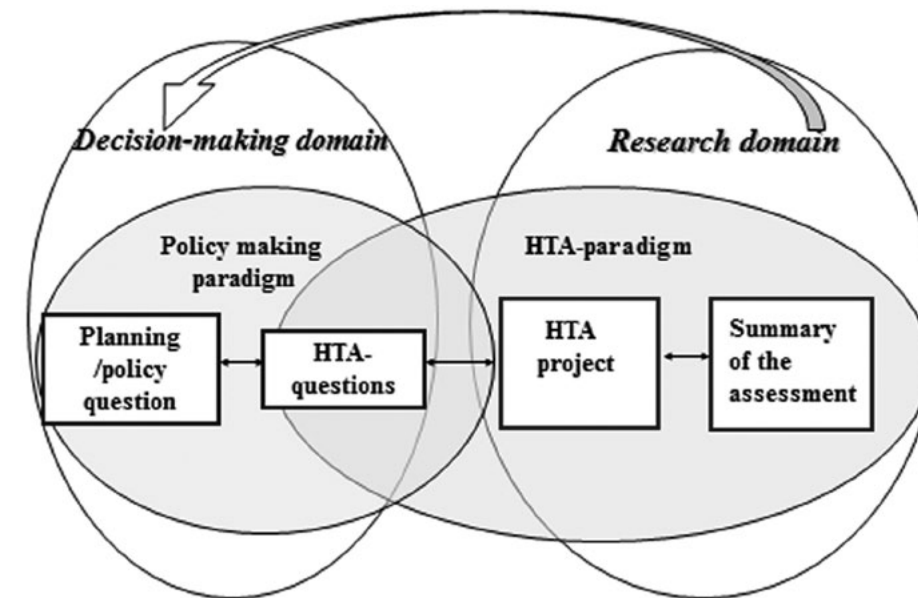 Decision-making domain
Research domain
Policy making
paradigm
HTA-paradigm
Planning
/policy
question
HTA-
questions
HTA
project
Summary
of the
assessment